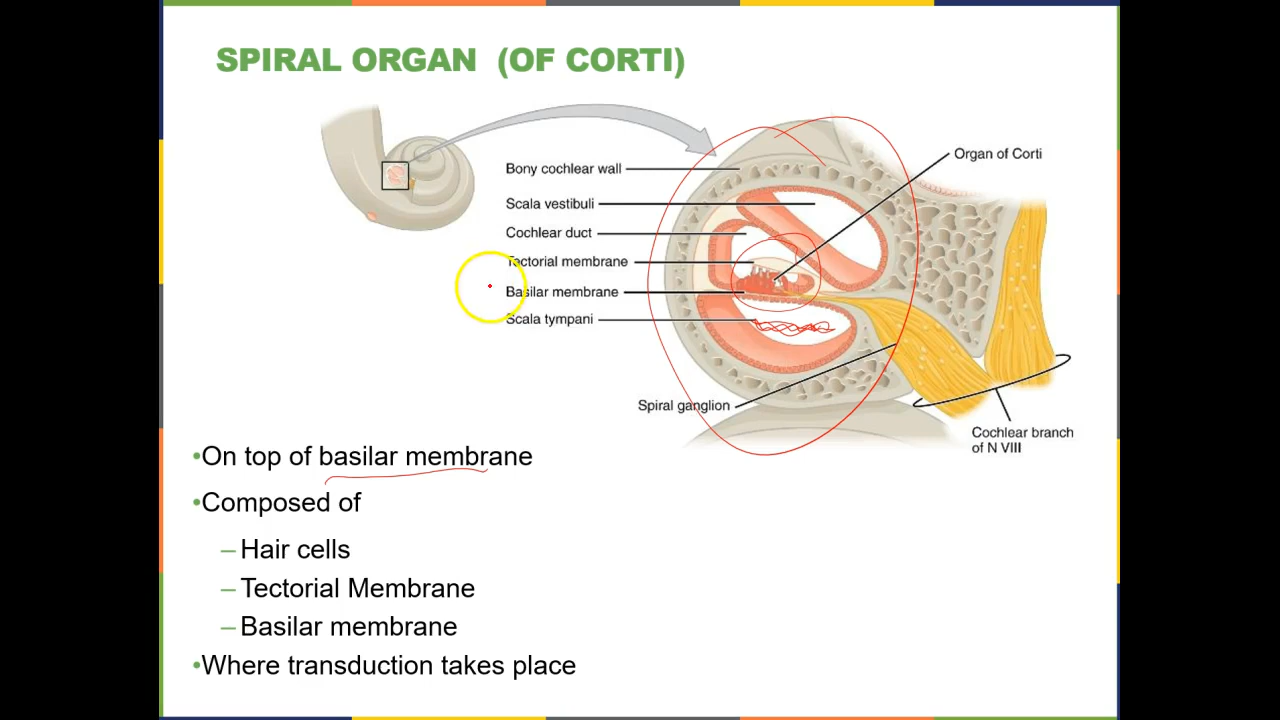 SPIRAL ORGAN (OF CORTI)
Organ of Corti
Bony cochlear wall
Scala vestibuli
Cochlear duct
Tectorial membrane
Basilar membrane
Scala tympani
Spiral ganglion
Cochlear branch
of N VIII
•On top of basilar membrane
•Composed of
–Hair cells
–Tectorial Membrane
–Basilar membrane
•Where transduction takes place